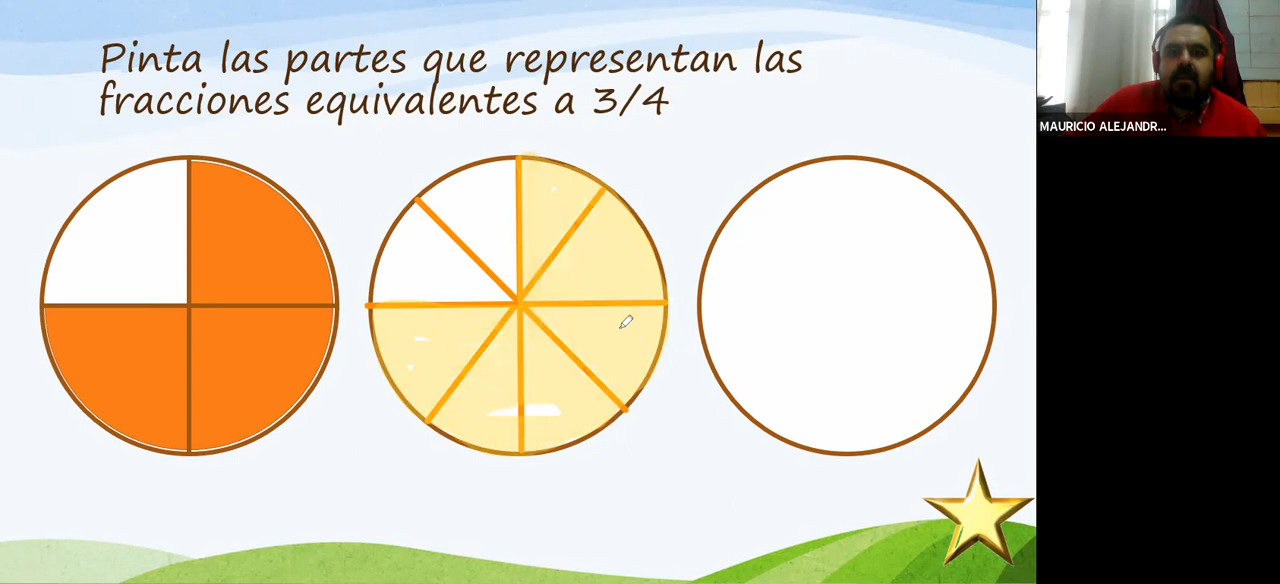 Pinta las partes que representan las
fracciones equivalentes a 3/4
MAURICIO ALEJANDR...